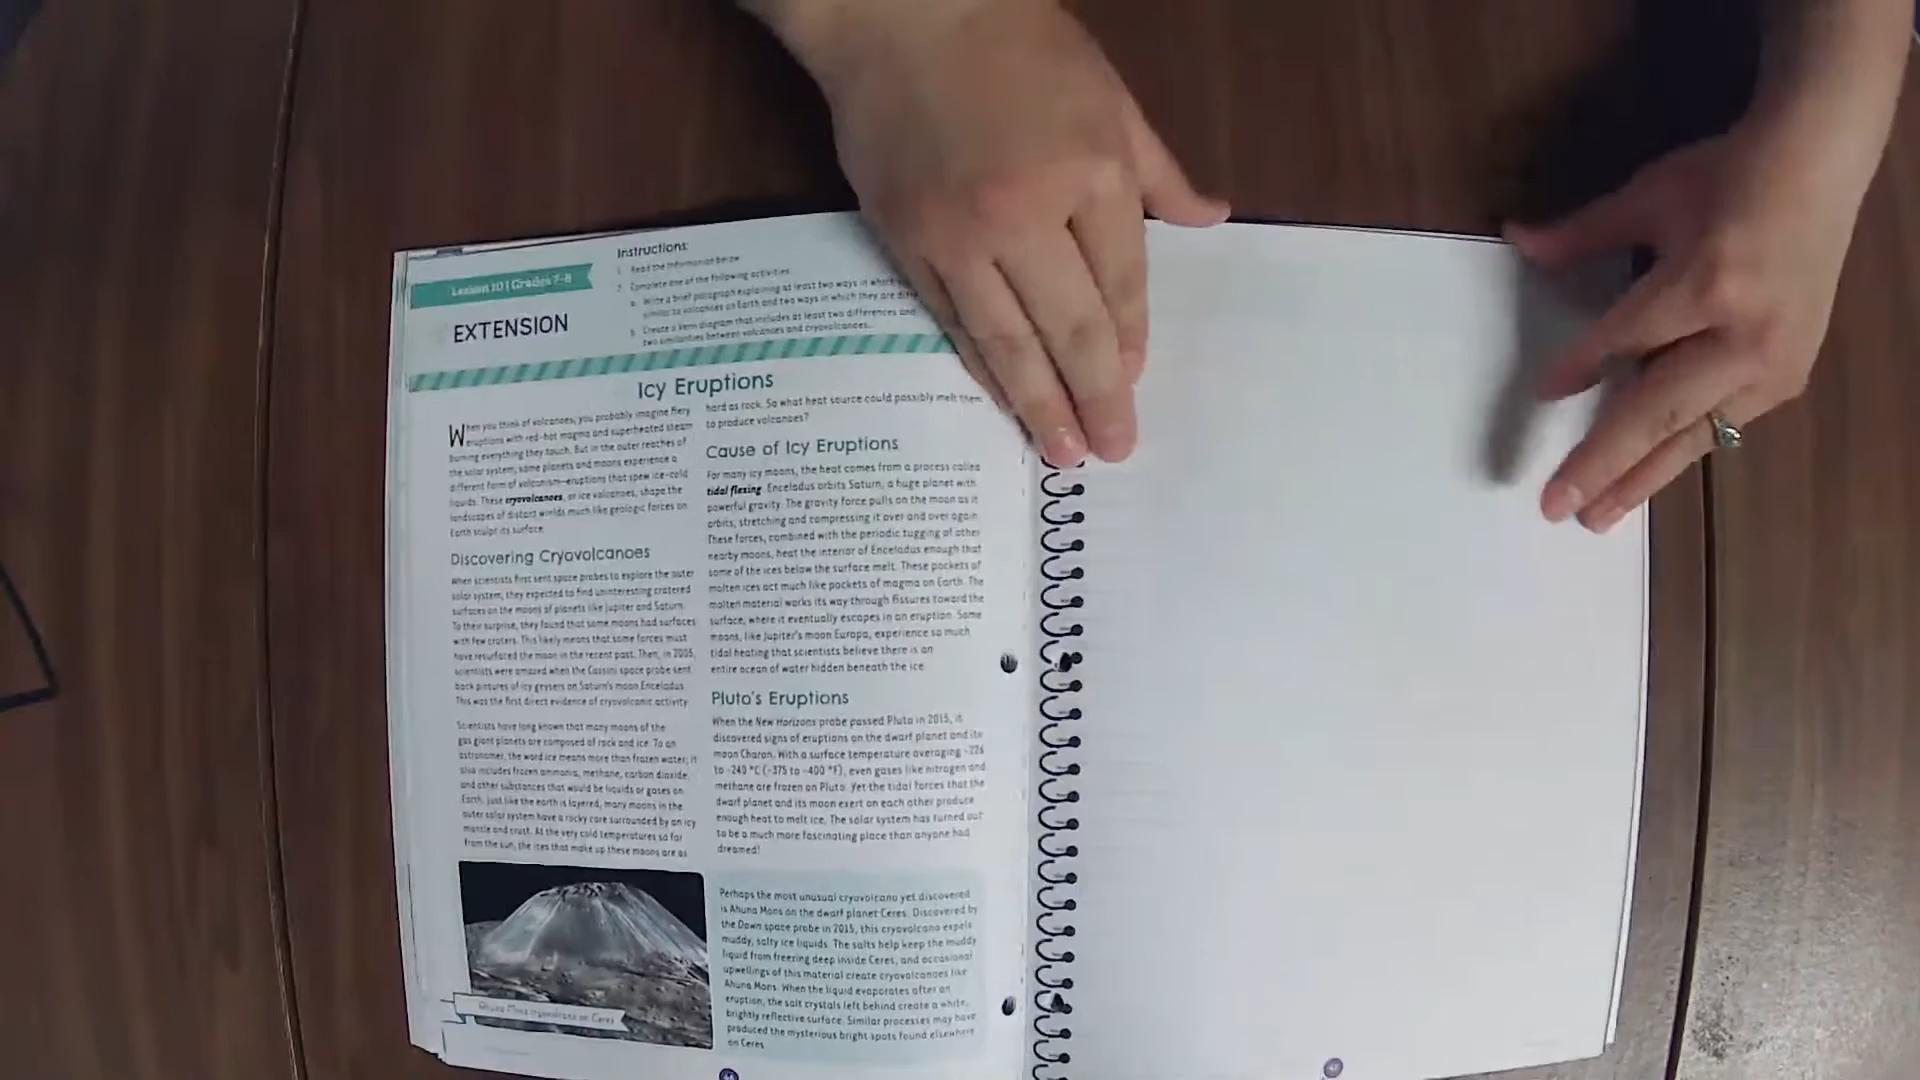 Lesson 10 | Grades 7-8
EXTENSION
Instructions:
1. Read the information below.
2. Complete one of the following activities.
a. Write a brief paragraph explaining at least two ways in which
similar to volcanoes on Earth and two ways in which they are
b. Create a Venn diagram that includes at least two differences and
two similarities between volcanoes and cryovolcanoes.
Icy Eruptions
When you think of volcanoes, you probably imagine fiery
eruptions with red-hot magma and superheated steam
burning everything they touch. But in the outer reaches of
the solar system, some planets and moons experience a
different form of volcanism—eruptions that spew ice-cold
liquids. These cryovolcanoes, or ice volcanoes, shape the
landscapes of distant worlds much like geologic forces on
Earth sculpt its surface.
Discovering Cryovolcanoes
When scientists first sent space probes to explore the outer
solar system, they expected to find uninteresting cratered
surfaces on the moons of planets like Jupiter and Saturn.
To their surprise, they found that some moons had surfaces
with few craters. This likely means that some forces must
have resurfaced the moon in the recent past. Then, in 2005,
scientists were amazed when the Cassini space probe sent
back pictures of icy geysers on Saturn's moon Enceladus.
This was the first direct evidence of cryovolcanic activity.
Scientists have long known that many moons of the
gas giant planets are composed of rock and ice. To an
astronomer, the word ice means more than frozen water; it
also includes frozen ammonia, methane, carbon dioxide,
and other substances that would be liquids or gases on
Earth. Just like the earth is layered, many moons in the
outer solar system have a rocky core surrounded by an icy
mantle and crust. At the very cold temperatures so far
from the sun, the ices that make up these moons are as
hard as rock. So what heat source could possibly melt them
to produce volcanoes?
Cause of Icy Eruptions
For many icy moons, the heat comes from a process called
tidal flexing. Enceladus orbits Saturn, a huge planet with
powerful gravity. The gravity force pulls on the moon as it
orbits, stretching and compressing it over and over again.
These forces, combined with the periodic tugging of other
nearby moons, heat the interior of Enceladus enough that
some of the ices below the surface melt. These pockets of
molten ices act much like pockets of magma on Earth. The
molten material works its way through fissures toward the
surface, where it eventually escapes in an eruption. Some
moons, like Jupiter's moon Europa, experience so much
tidal heating that scientists believe there is an
entire ocean of water hidden beneath the ice.
Pluto's Eruptions
When the New Horizons probe passed Pluto in 2015, it
discovered signs of eruptions on the dwarf planet and its
moon Charon. With a surface temperature averaging -226
to -240 °C (-375 to -400 °F), even gases like nitrogen and
methane are frozen on Pluto. Yet the tidal forces that the
dwarf planet and its moon exert on each other produce
enough heat to melt ice. The solar system has turned out
to be a much more fascinating place than anyone had
dreamed!
Ahuna Mons cryovolcano on Ceres
Perhaps the most unusual cryovolcano yet discovered
is Ahuna Mons on the dwarf planet Ceres. Discovered by
the Dawn space probe in 2015, this cryovolcano expels
muddy, salty ice liquids. The salts help keep the muddy
liquid from freezing deep inside Ceres, and occasional
upwellings of this material create cryovolcanoes like
Ahuna Mons. When the liquid evaporates after an
eruption, the salt crystals left behind create a white,
brightly reflective surface. Similar processes may have
produced the mysterious bright spots found elsewhere
on Ceres.